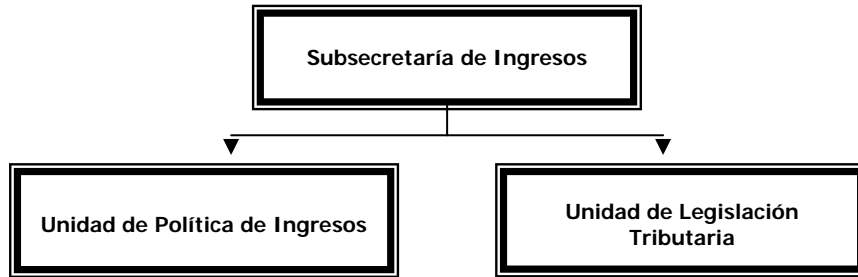 Subsecretaría de Ingresos
Unidad de Política de Ingresos
Unidad de Legislación
Tributaria